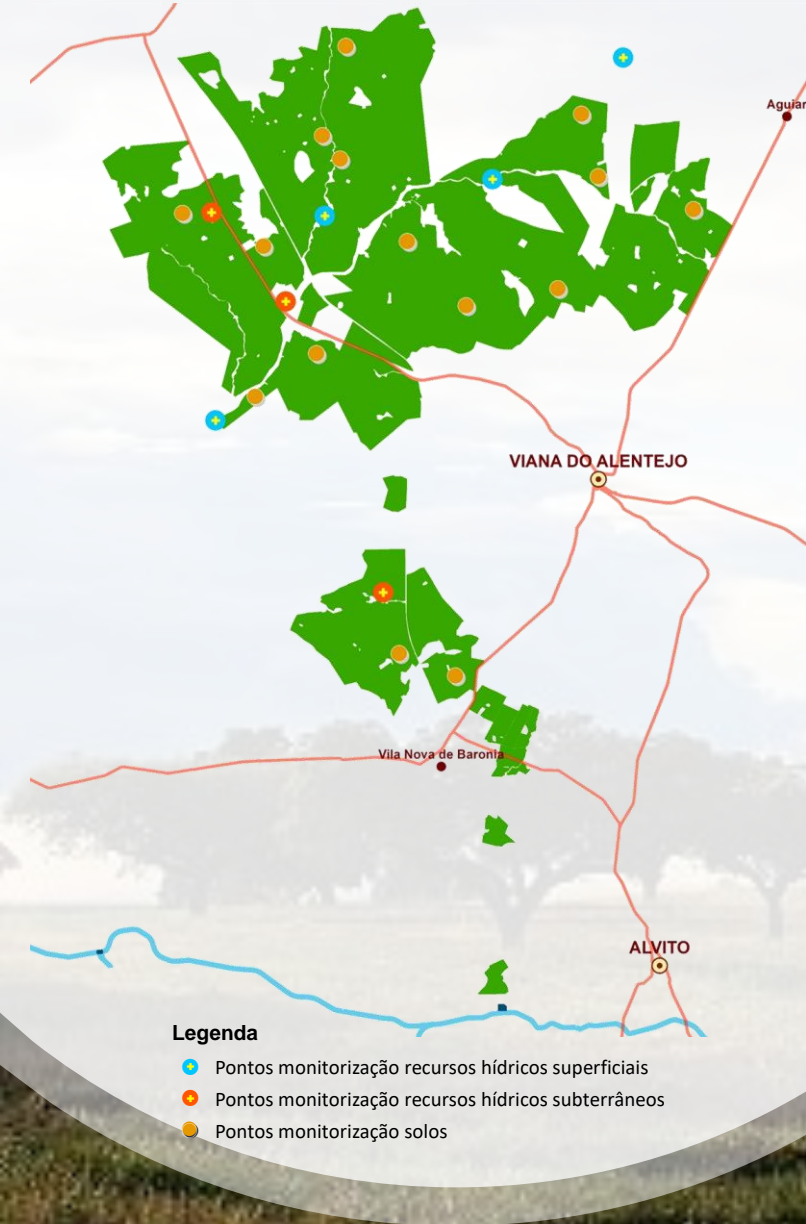 Aguiar
VIANA DO ALENTEJO
Vila Nova de Baronia
ALVITO
Legenda
Pontos monitorização recursos hídricos superficiais
Pontos monitorização recursos hídricos subterrâneos
Pontos monitorização solos